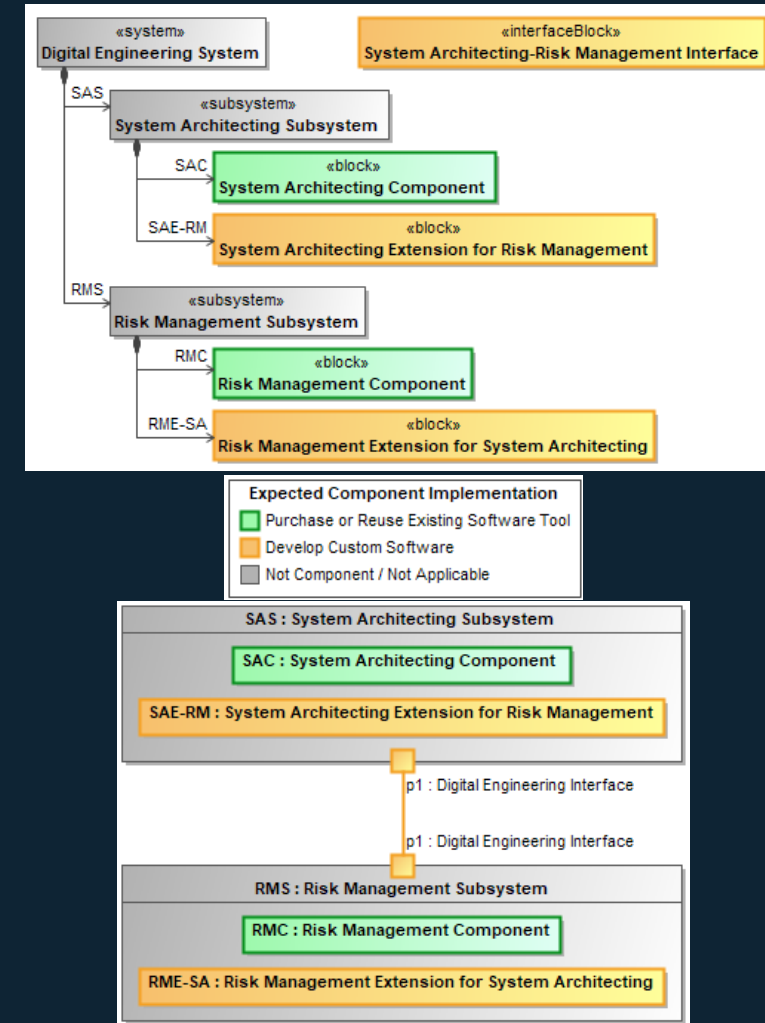 «system»
Digital Engineering System
«interfaceBlock»
System Architecting-Risk Management Interface
SAS
«subsystem»
System Architecting Subsystem
SAC
«block»
System Architecting Component
SAE-RM
«block»
System Architecting Extension for Risk Management
RMS
«subsystem»
Risk Management Subsystem
RMC
«block»
Risk Management Component
RME-SA
«block»
Risk Management Extension for System Architecting
Expected Component Implementation
Purchase or Reuse Existing Software Tool
Develop Custom Software
Not Component / Not Applicable
SAS : System Architecting Subsystem
SAC : System Architecting Component
SAE-RM : System Architecting Extension for Risk Management
p1 : Digital Engineering Interface
p1 : Digital Engineering Interface
RMS : Risk Management Subsystem
RMC : Risk Management Component
RME-SA : Risk Management Extension for System Architecting